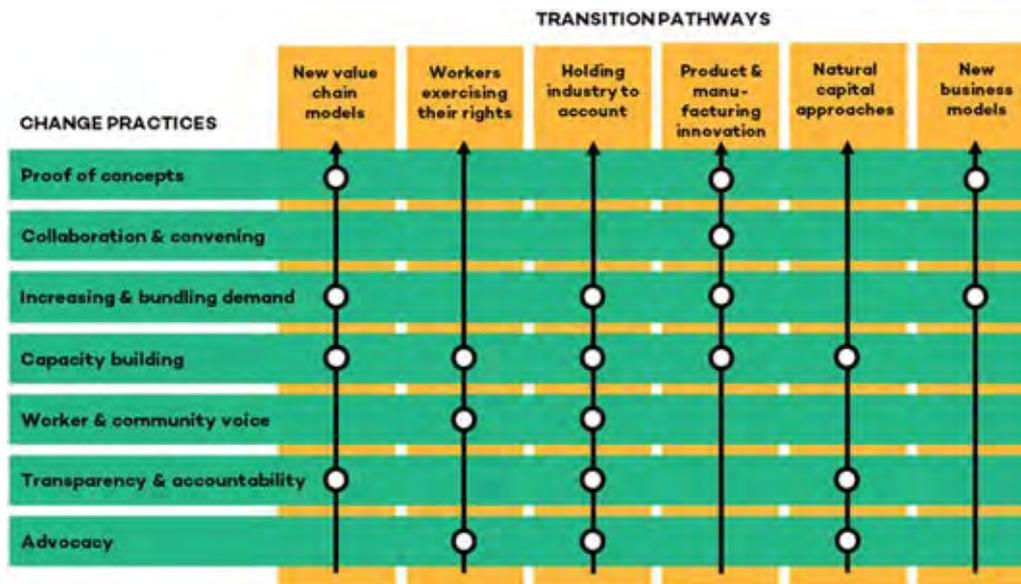 TRANSITION PATHWAYS
CHANGE PRACTICES
New value
chain
models
Workers
exercising
their rights
Holding
industry to
account
Product &
manu-
facturing
innovation
Natural
capital
approaches
New
business
models
Proof of concepts
Collaboration & convening
Increasing & bundling demand
Capacity building
Worker & community voice
Transparency & accountability
Advocacy